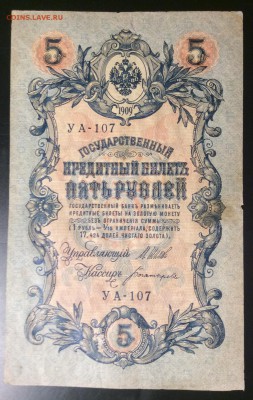 COINS.LAVE.RU
5 5
1909
УА-107
ГОСУДАРСТВЕННЫЙ
КРЕДИТНЫЙ БИЛЕТЪ
ПЯТЬ РУБЛЕЙ
ГОСУДАРСТВЕННЫЙ БАНКЪ РАЗМѢНИВАЕТЪ
КРЕДИТНЫЕ БИЛЕТЫ НА ЗОЛОТУЮ МОНЕТУ
БЕЗЪ ОГРАНИЧЕНІЯ СУММЫ
(1 РУБЛЬ = 1/15 ИМПЕРІАЛА, СОДЕРЖИТЪ
17,424 ДОЛЕЙ ЧИСТАГО ЗОЛОТА).
Управляющій
Кассиръ
УА-107
5